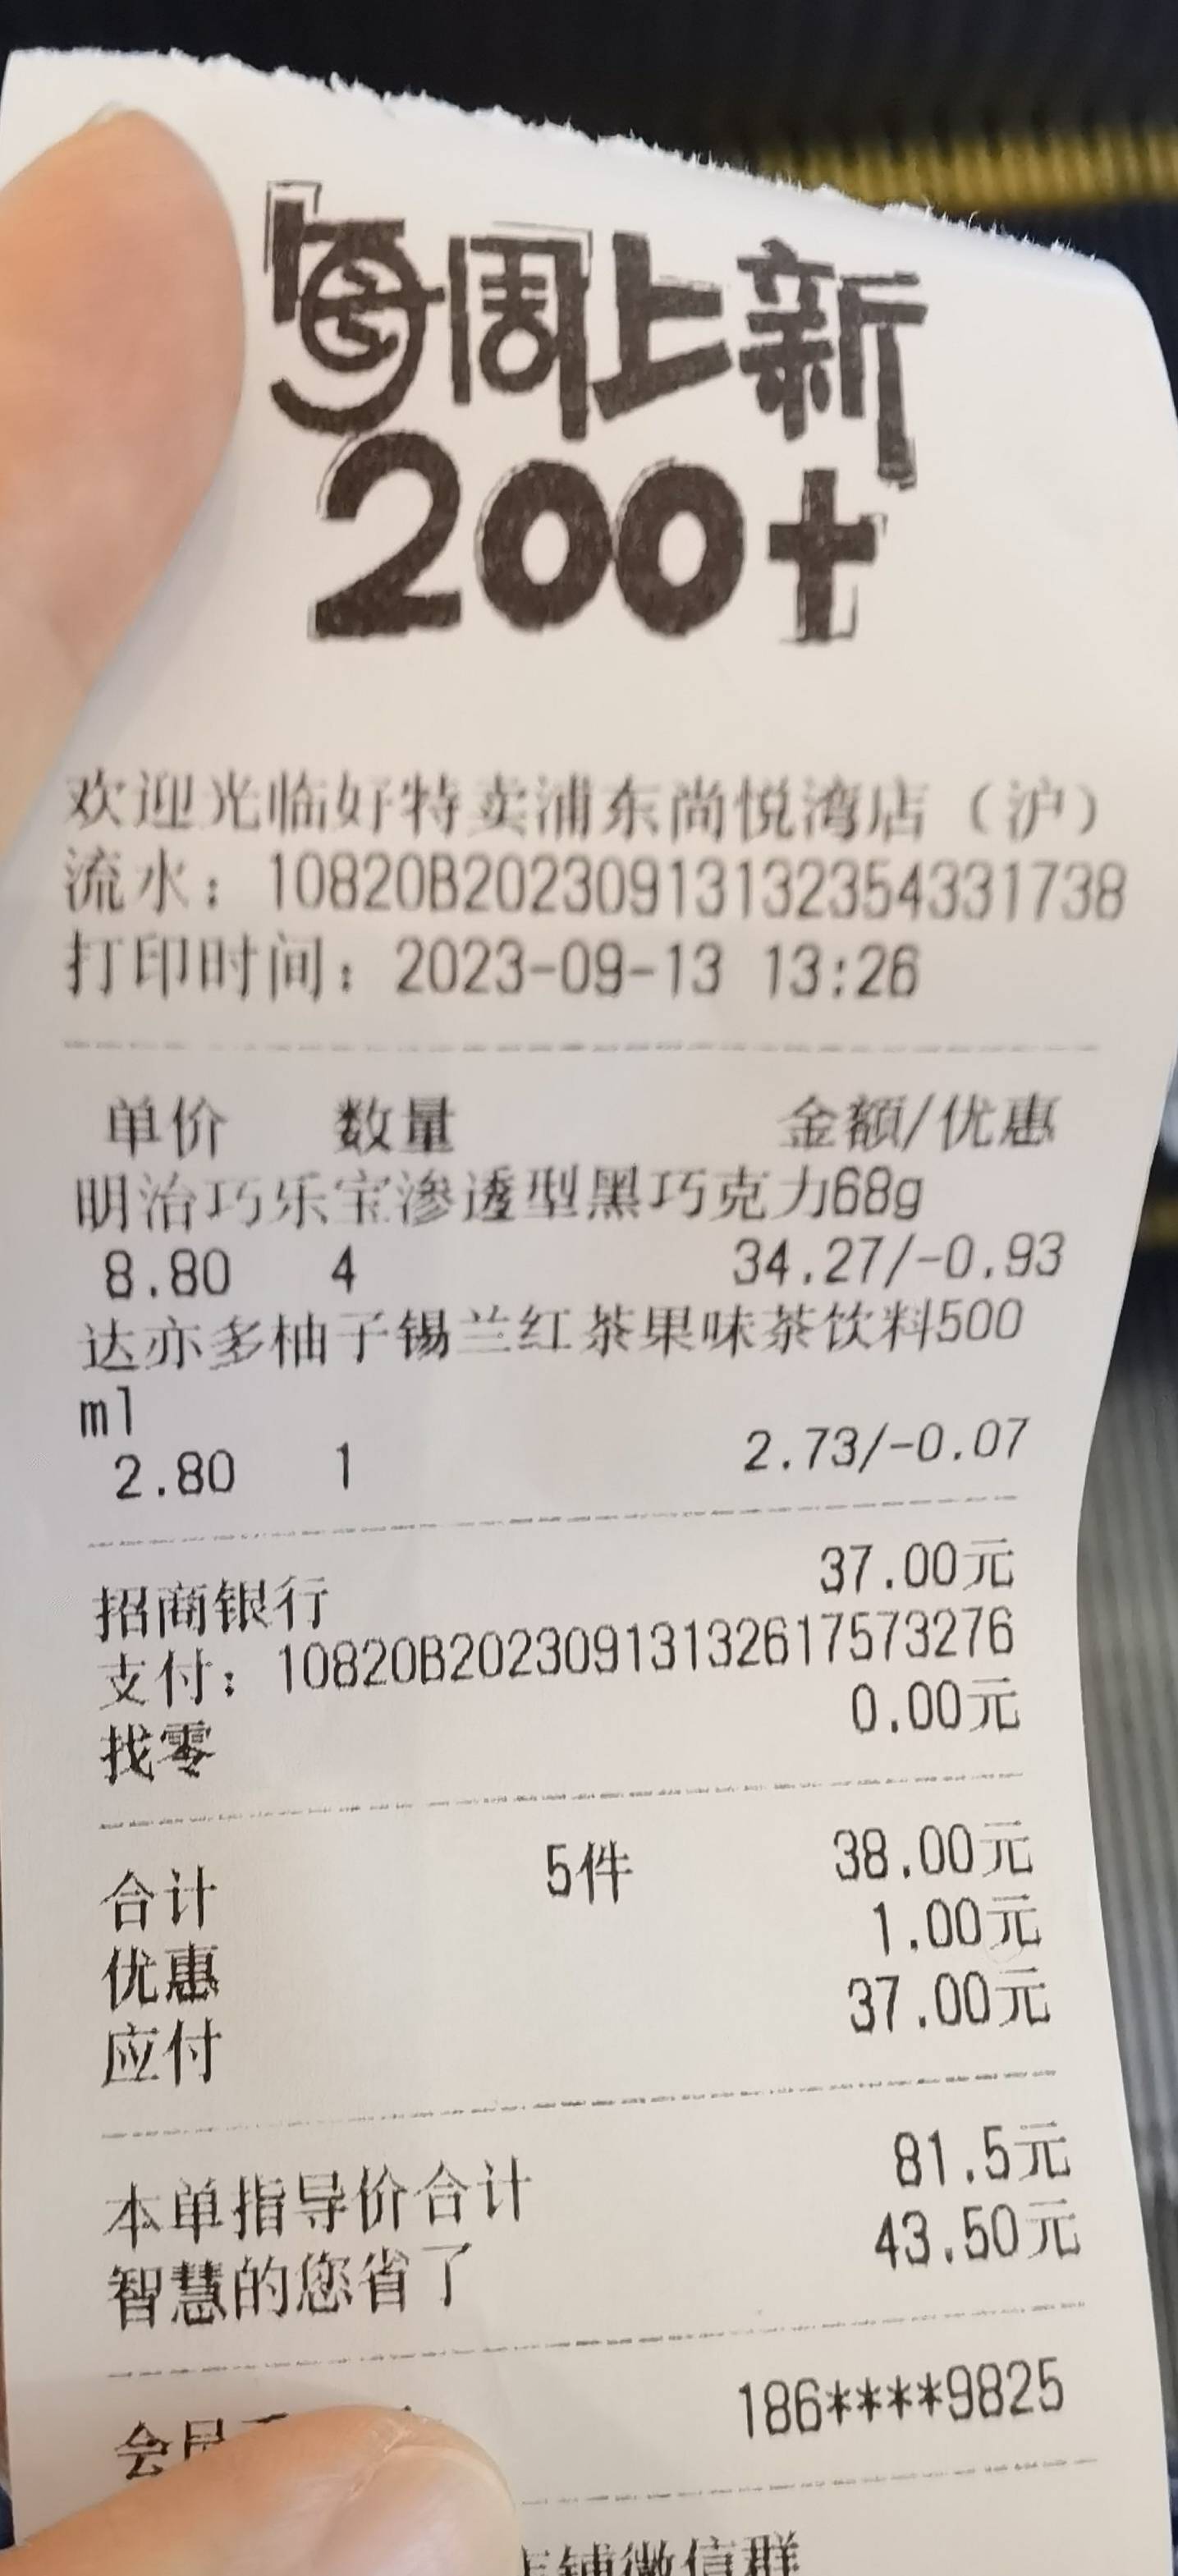 每周上新
200+
欢迎光临好特卖浦东尚悦湾店（沪）
流水：10820B20230913132354331738
打印时间：2023-09-13 13:26
单价 数量 金额/优惠
明治巧乐宝渗透型黑巧克力68g
8.80 4 34.27/-0.93
达亦多柚子锡兰红茶果味茶饮料500
ml
2.80 1 2.73/-0.07
招商银行 37.00元
支付：10820B20230913132617573276
找零 0.00元
合计 5件 38.00元
优惠 1.00元
应付 37.00元
本单指导价合计 81.5元
智慧的您省了 43.50元
会员 186****9825
店铺微信群